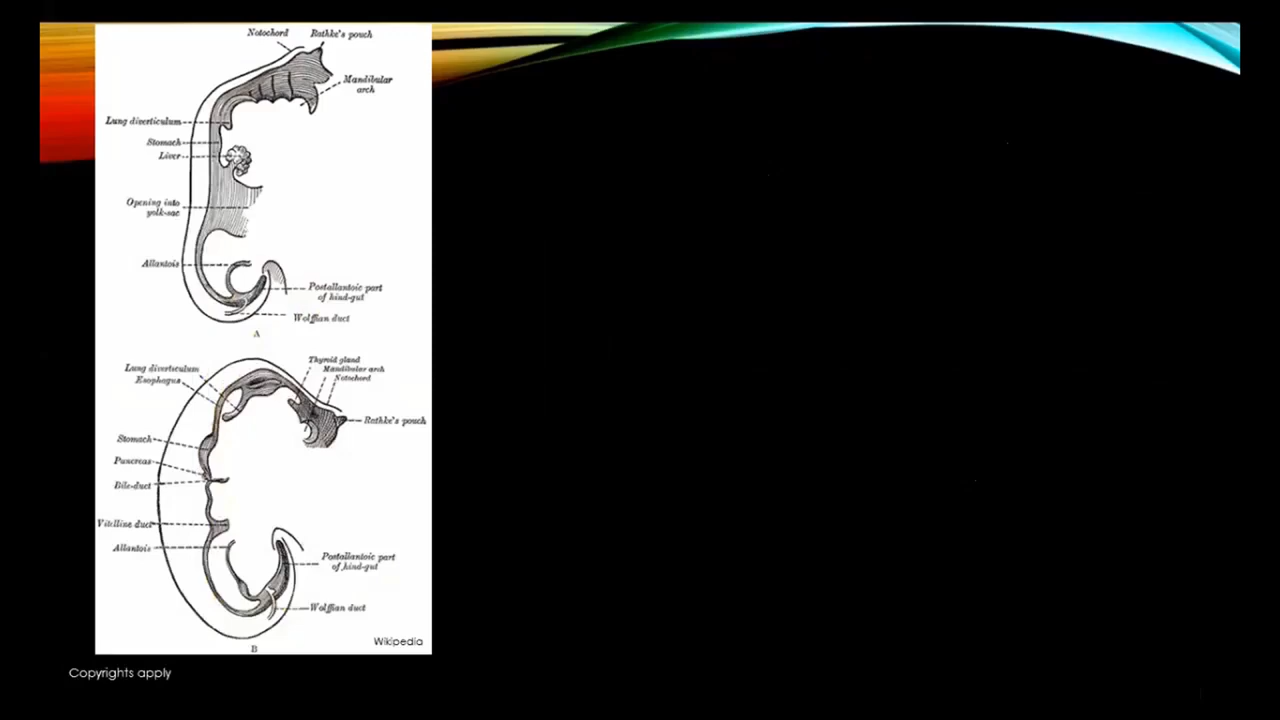 Notochord Rathke's pouch
Mandibular
arch
Lung diverticulum
Stomach
Liver
Opening into
yolk-sac
Allantois
Postallantoic part
of hind-gut
Wolffian duct
A
Thyroid gland
Mandibular arch
Notochord
Lung diverticulum
Esophagus
Rathke's pouch
Stomach
Pancreas
Bile-duct
Vitelline duct
Allantois
Postallantoic part
of hind-gut
Wolffian duct
Wikipedia
B
Copyrights apply